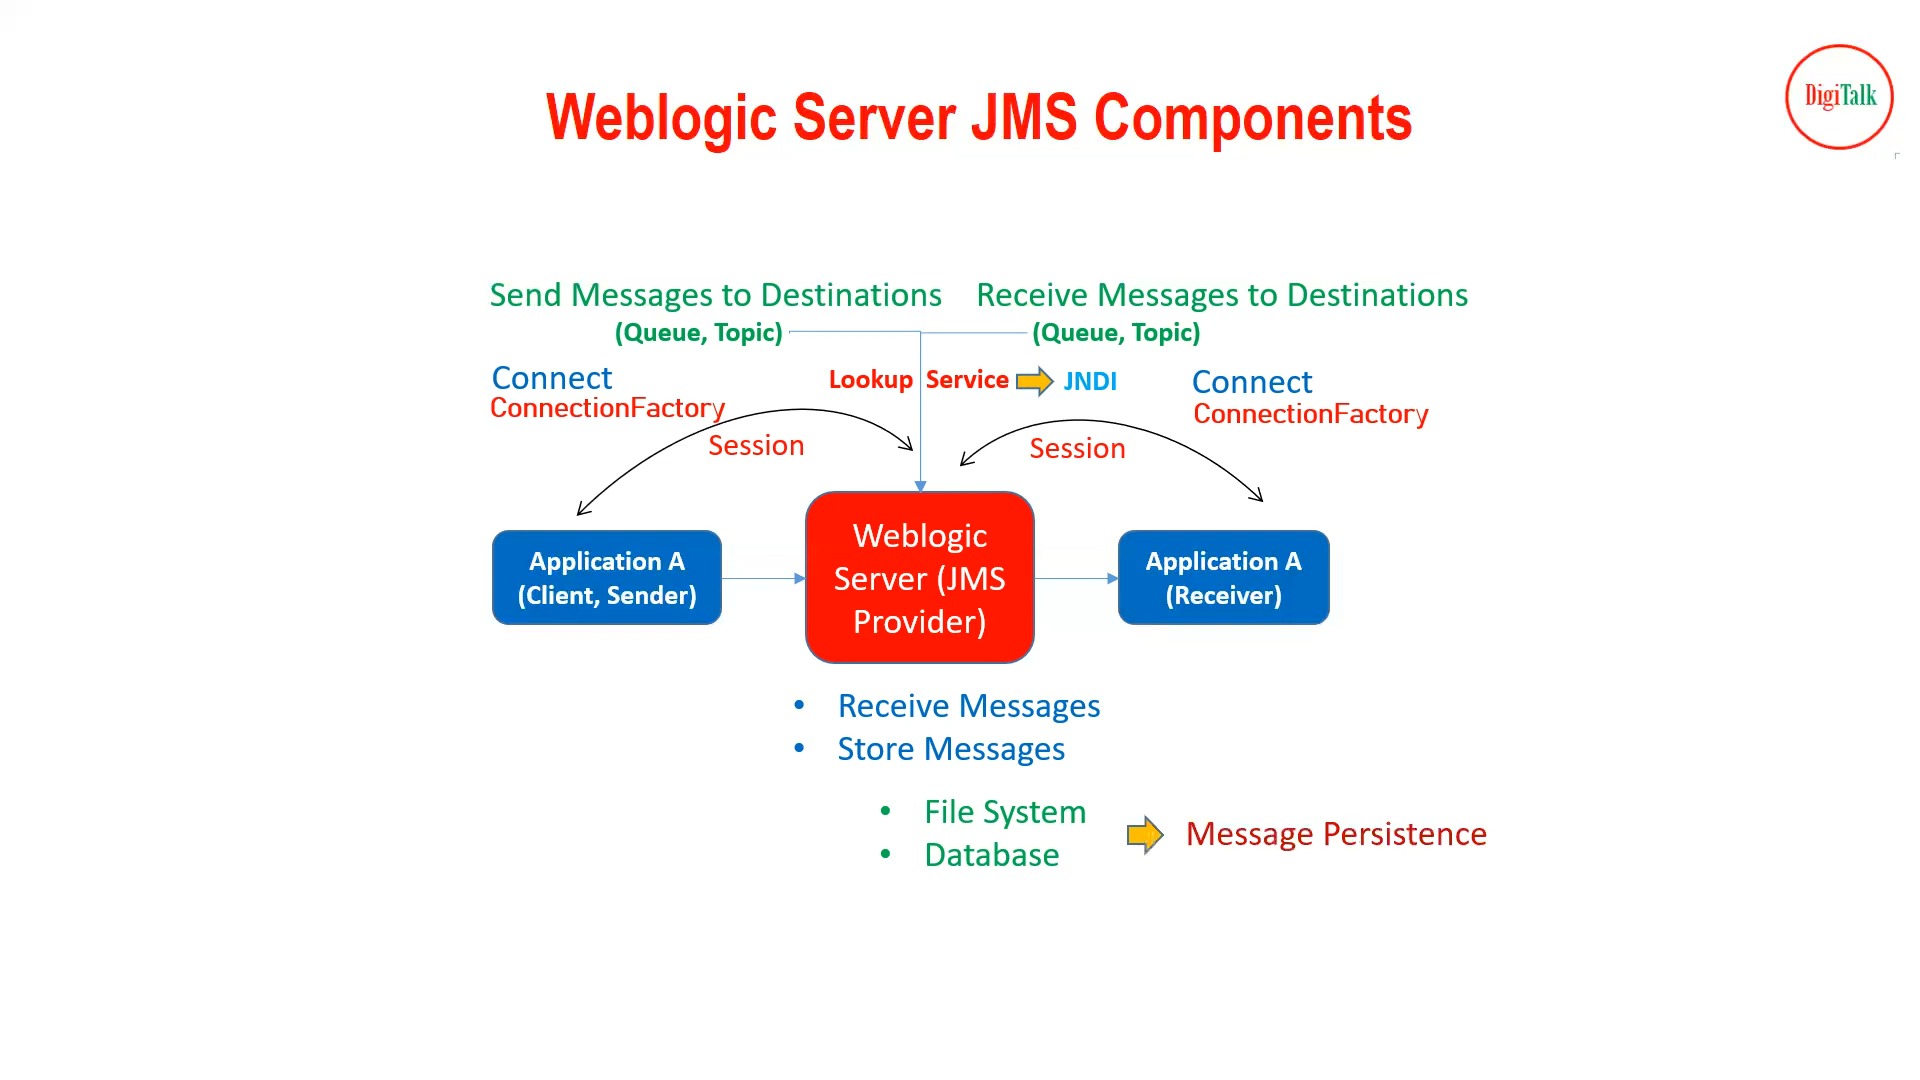 Weblogic Server JMS Components
DigiTalk
Send Messages to Destinations
(Queue, Topic)
Receive Messages to Destinations
(Queue, Topic)
Lookup Service
JNDI
Connect
ConnectionFactory
Session
Connect
ConnectionFactory
Session
Application A
(Client, Sender)
Weblogic
Server (JMS
Provider)
Application A
(Receiver)
• Receive Messages
• Store Messages
• File System
• Database
Message Persistence